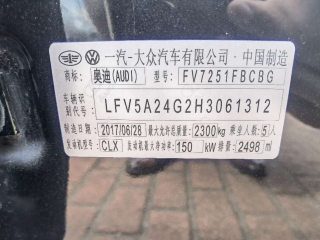 一汽-大众汽车有限公司·中国制造
商标: 奥迪(AUDI) 型号: FV7251FBCBG
车辆识别代号: LFV5A24G2H3061312
制造年月: 2017/06/28 最大允许总质量: 2300kg 乘坐人数: 5人
发动机型号: CLX 发动机最大净功率: 150 kW 排量: 2498 ml